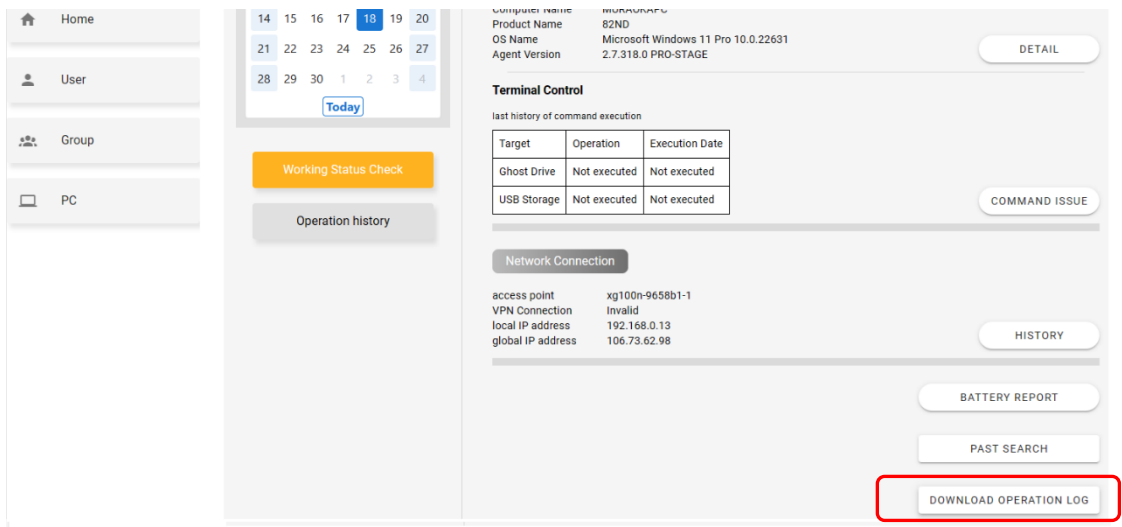 Home
User
Group
PC
14 15 16 17 18 19 20
21 22 23 24 25 26 27
28 29 30 1 2 3 4
Today
Working Status Check
Operation history
Computer Name MURAOKAPC
Product Name 82ND
OS Name Microsoft Windows 11 Pro 10.0.22631
Agent Version 2.7.318.0 PRO-STAGE
DETAIL
Terminal Control
last history of command execution
Target Operation Execution Date
Ghost Drive Not executed Not executed
USB Storage Not executed Not executed
COMMAND ISSUE
Network Connection
access point xg100n-9658b1-1
VPN Connection Invalid
local IP address 192.168.0.13
global IP address 106.73.62.98
HISTORY
BATTERY REPORT
PAST SEARCH
DOWNLOAD OPERATION LOG